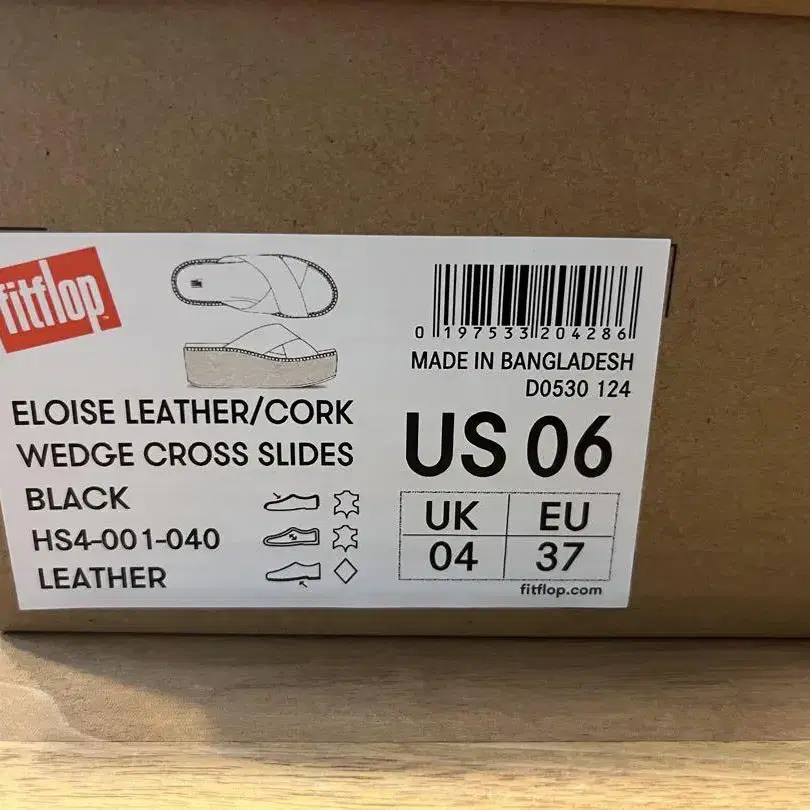 fitflop
ELOISE LEATHER/CORK
WEDGE CROSS SLIDES
BLACK
HS4-001-040
LEATHER
0 197533 204286
MADE IN BANGLADESH
D0530 124
US 06
UK EU
04 37
fitflop.com